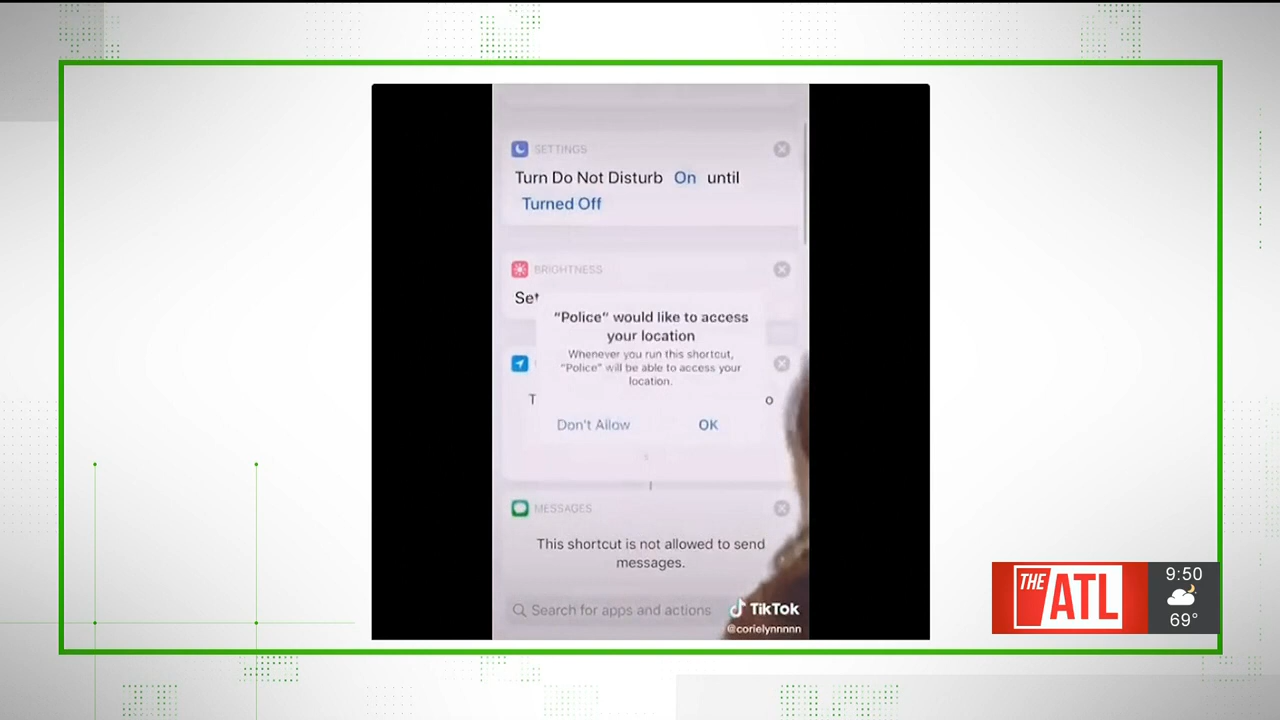 SETTINGS
Turn Do Not Disturb On until
Turned Off
BRIGHTNESS
Set
"Police" would like to access
your location
Whenever you run this shortcut,
"Police" will be able to access your
location.
T
o
Don't Allow
OK
MESSAGES
This shortcut is not allowed to send
messages.
Search for apps and actions
TikTok
@corielynnnnn
THE
ATL
9:50
69°